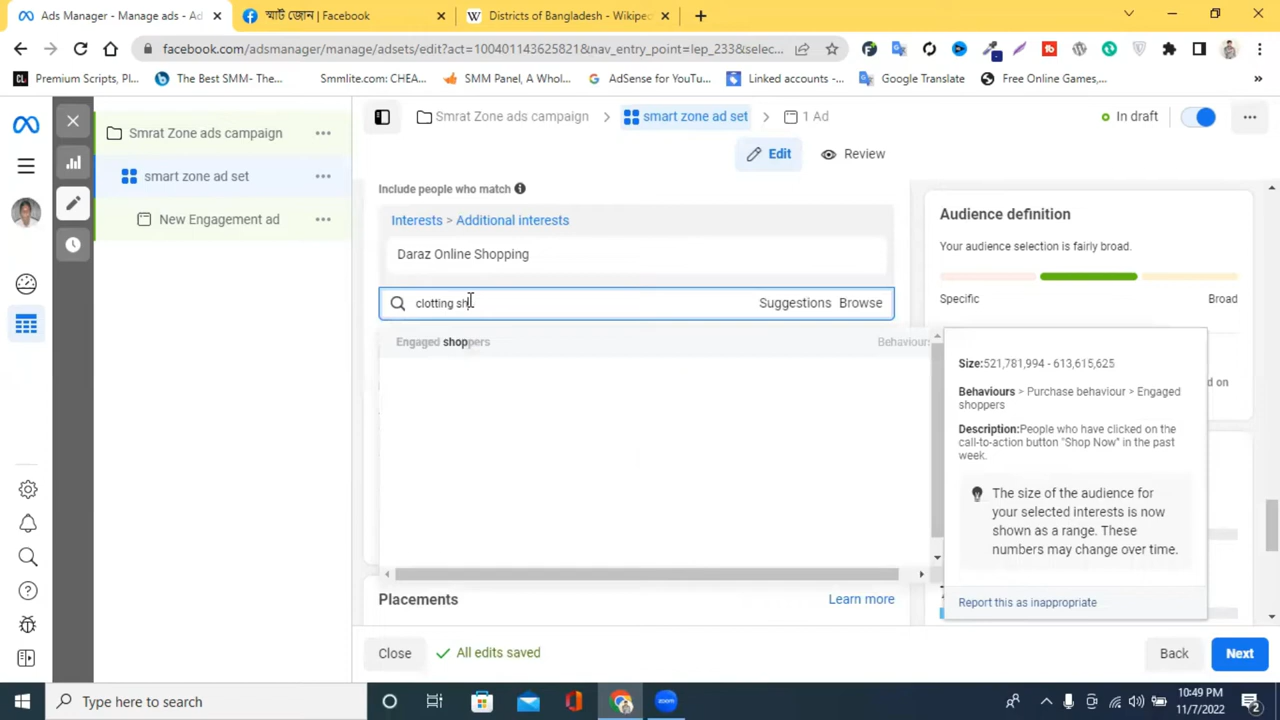 Ads Manager - Manage ads - Ad
স্মার্ট জোন | Facebook
Districts of Bangladesh - Wikiped
facebook.com/adsmanager/manage/adsets/edit?act=1004011436258218&nav_entry_point=lep_233&selec...
Premium Scripts, Pl...
The Best SMM- The...
Smmlite.com: CHEA...
SMM Panel, A Whol...
AdSense for YouTu...
Linked accounts -...
Google Translate
Free Online Games,...
Smrat Zone ads campaign
smart zone ad set
New Engagement ad
Smrat Zone ads campaign
smart zone ad set
1 Ad
In draft
Edit
Review
Include people who match
Interests > Additional interests
Daraz Online Shopping
clotting sh
Suggestions
Browse
Engaged shoppers
Behaviours
Audience definition
Your audience selection is fairly broad.
Specific
Broad
d on
Size:521,781,994 - 613,615,625
Behaviours > Purchase behaviour > Engaged
shoppers
Description:People who have clicked on the
call-to-action button "Shop Now" in the past
week.
The size of the audience for
your selected interests is now
shown as a range. These
numbers may change over time.
Report this as inappropriate
Placements
Learn more
Close
All edits saved
Back
Next
Type here to search
10:49 PM
11/7/2022
2